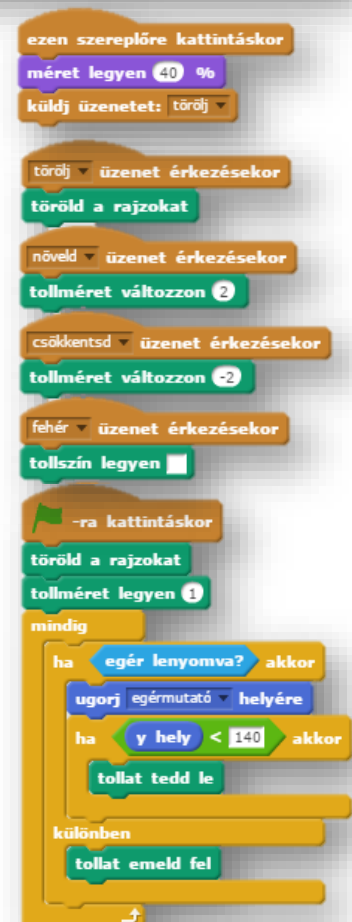 ezen szereplőre kattintáskor
méret legyen 40 %
küldj üzenetet: törölj
törölj üzenet érkezésekor
töröld a rajzokat
növeld üzenet érkezésekor
tollméret változzon 2
csökkentsd üzenet érkezésekor
tollméret változzon -2
fehér üzenet érkezésekor
tollszín legyen
-ra kattintáskor
töröld a rajzokat
tollméret legyen 1
mindig
ha egér lenyomva? akkor
ugorj egérmutató helyére
ha y hely < 140 akkor
tollat tedd le
különben
tollat emeld fel